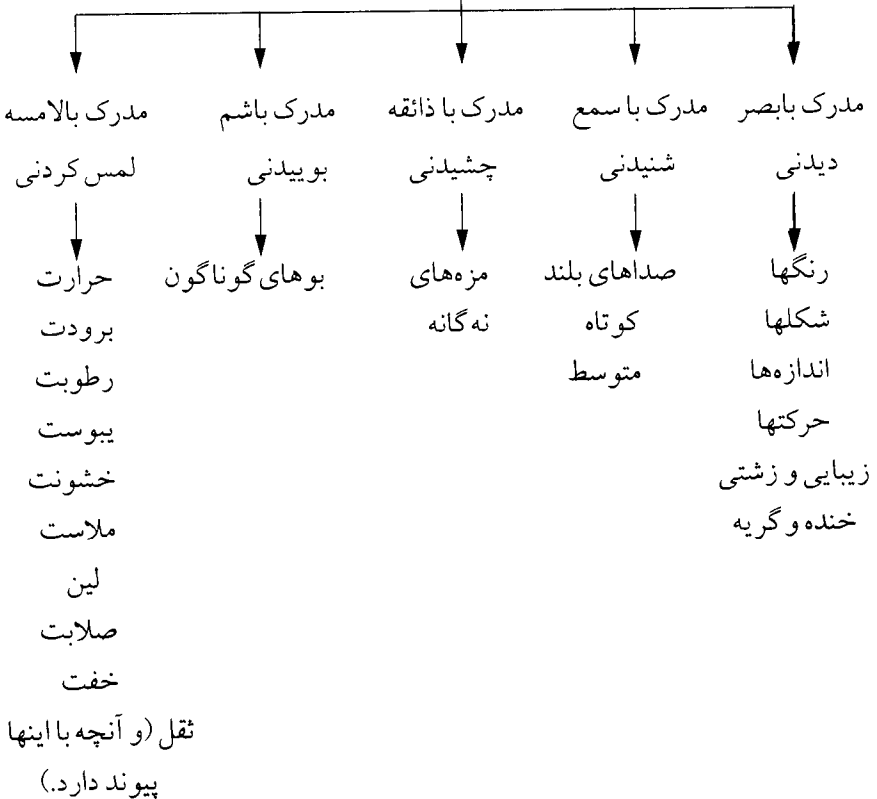 مدرک بابصر
دیدنی
رنگها
شکلها
اندازه‌ها
حرکتها
زیبایی و زشتی
خنده و گریه
مدرک با سمع
شنیدنی
صداهای بلند
کوتاه
متوسط
مدرک با ذائقه
چشیدنی
مزه‌های
نه گانه
مدرک باشم
بوییدنی
بوهای گوناگون
مدرک بالامسه
لمس کردنی
حرارت
برودت
رطوبت
یبوست
خشونت
ملاست
لین
صلابت
خفت
ثقل (و آنچه با اینها
پیوند دارد.)